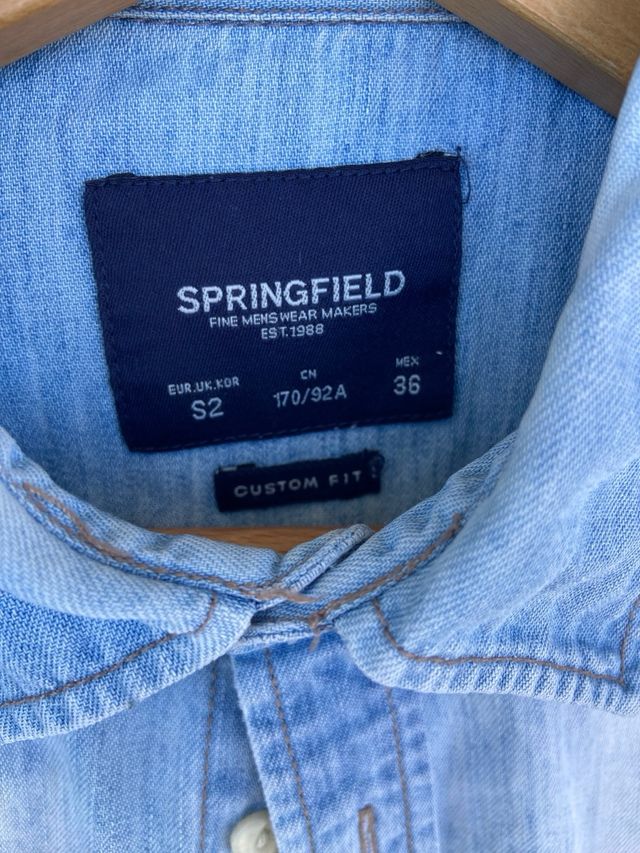 SPRINGFIELD
FINE MENSWEAR MAKERS
EST.1988
EUR.UK.KOR CN MEX
S2 170/92A 36
CUSTOM FIT